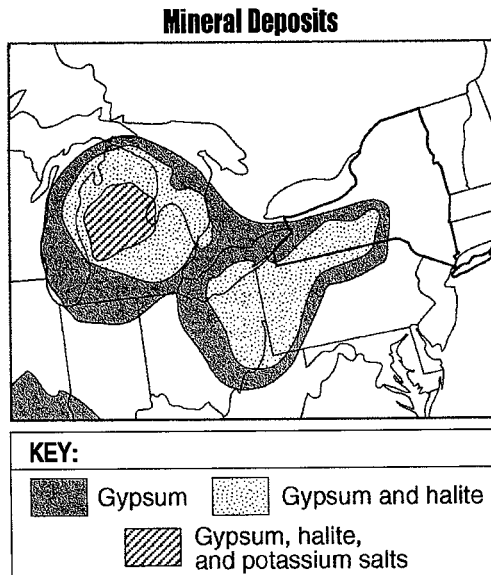 Mineral Deposits
KEY:
Gypsum
Gypsum and halite
Gypsum, halite,
and potassium salts